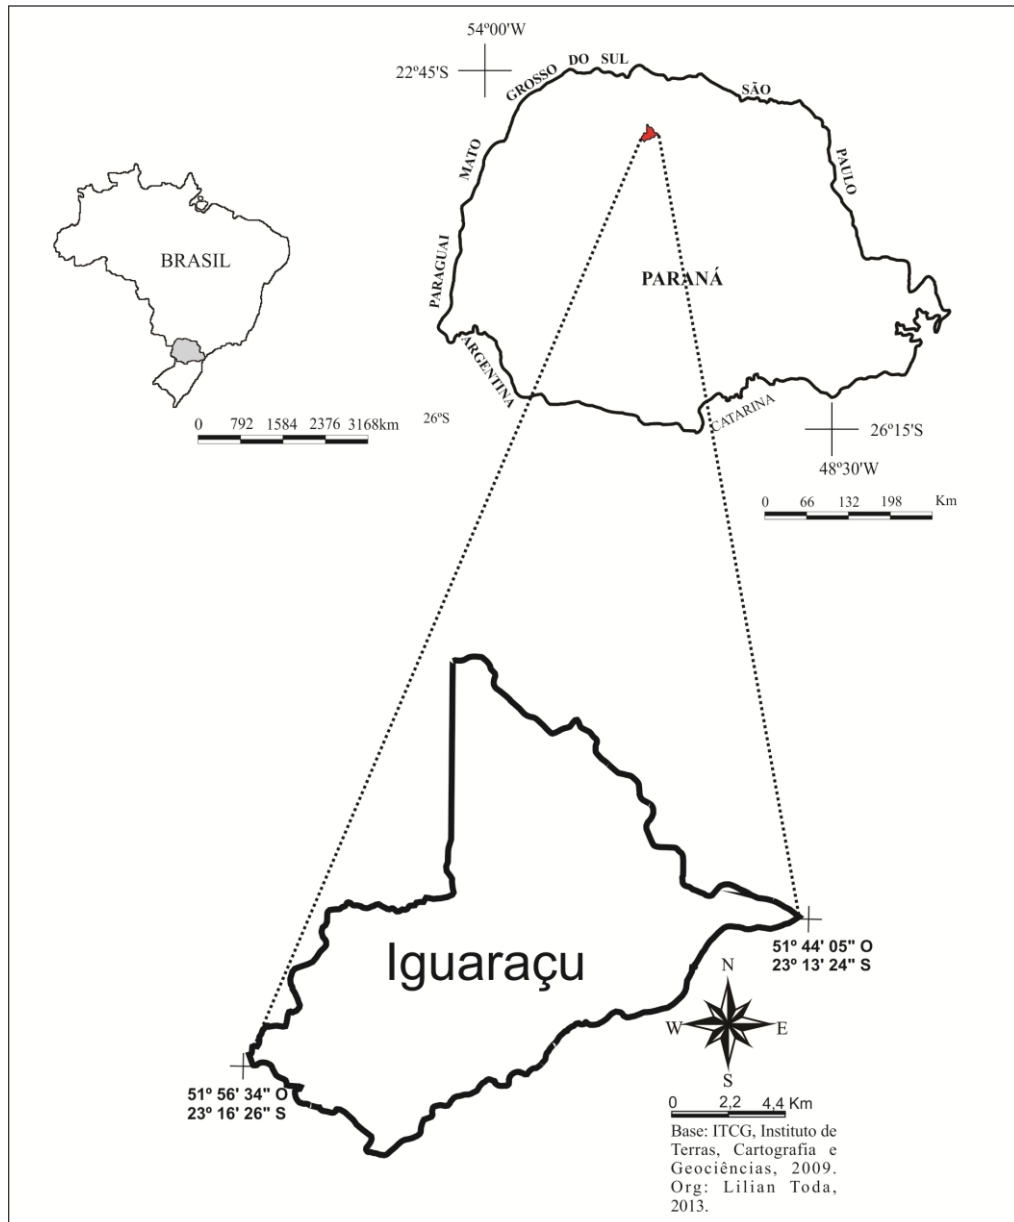 54º00'W
22º45'S
GROSSO DO SUL
SÃO
MATO
PAULO
BRASIL
PARAGUAI
PARANÁ
ARGENTINA
CATARINA
0 792 1584 2376 3168km
26ºS
26º15'S
48º30'W
0 66 132 198 Km
Iguaraçu
51º 44' 05" O
23º 13' 24" S
N
W E
S
51º 56' 34" O
23º 16' 26" S
0 2,2 4,4 Km
Base: ITCG, Instituto de
Terras, Cartografia e
Geociências, 2009.
Org: Lilian Toda,
2013.